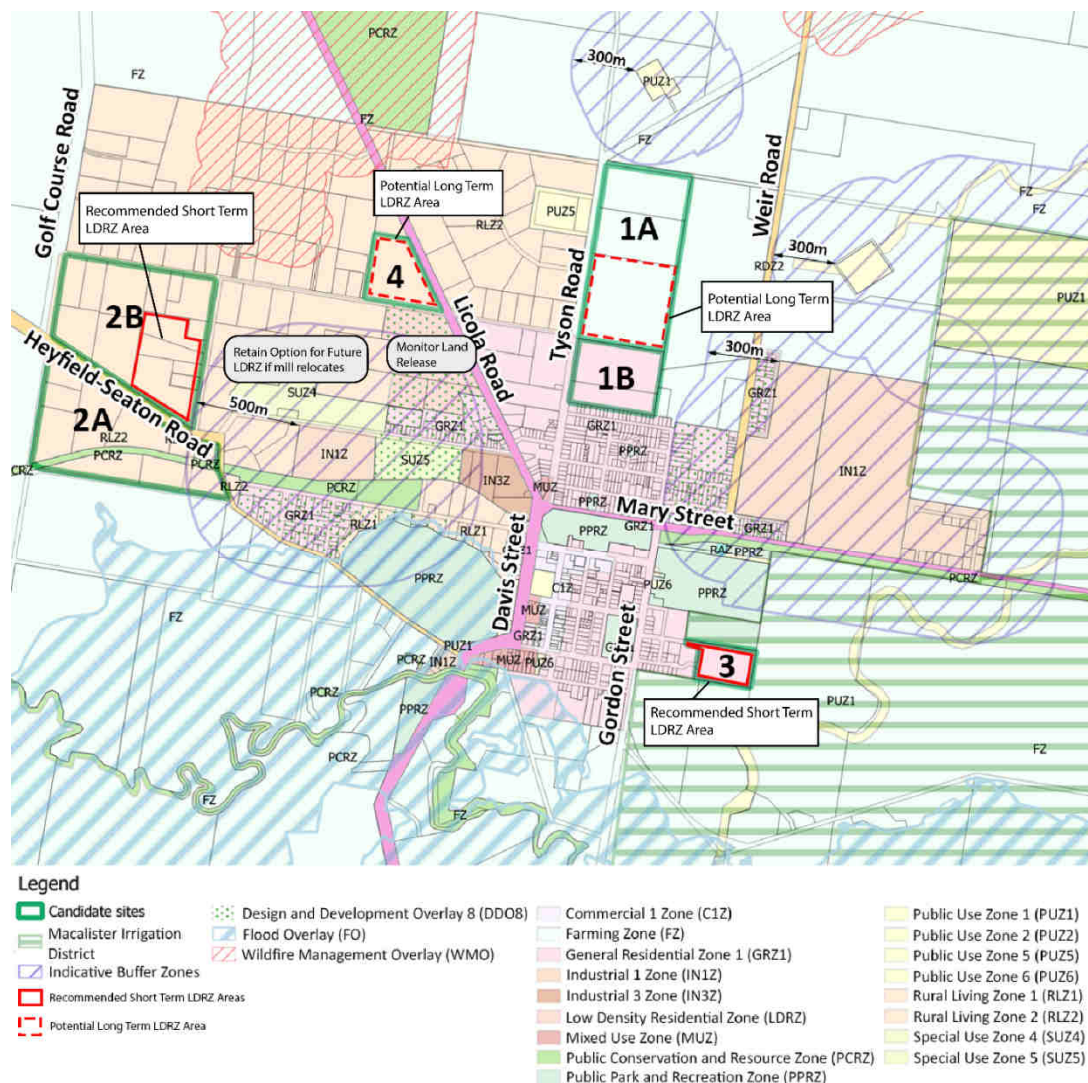 PCRZ
FZ
300m
PUZ1
FZ
FZ
Golf Course Road
Weir Road
Recommended Short Term
LDRZ Area
Potential Long Term
LDRZ Area
RLZ2
PUZ5
1A
FZ
FZ
300m
RDZ2
PUZ1
4
Licola Road
Tyson Road
Potential Long Term
LDRZ Area
2B
Heyfield-Seaton Road
Retain Option for Future
LDRZ if mill relocates
Monitor Land
Release
SUZ4
300m
1B
GRZ1
500m
2A
RLZ2
PCRZ
PCRZ
PCRZ
RLZ2
GRZ1
GRZ1
PPRZ
IN1Z
SUZ5
IN3Z
MUZ
IN1Z
PCRZ
GRZ1
RLZ1
RLZ1
PPRZ
Mary Street
GRZ1
GRZ1
PPRZ
RAZ
PPRZ
PCRZ
PPRZ
Davis Street
C1Z
PUZ6
PPRZ
FZ
MUZ
GRZ1
Gordon Street
PUZ1
IN1Z
MUZ
PUZ6
PCRZ
3
PCRZ
PPRZ
Recommended Short Term
LDRZ Area
PUZ1
PCRZ
FZ
FZ
FZ
Legend
Candidate sites
Macalister Irrigation
District
Indicative Buffer Zones
Recommended Short Term LDRZ Areas
Potential Long Term LDRZ Area
Design and Development Overlay 8 (DDO8)
Flood Overlay (FO)
Wildfire Management Overlay (WMO)
Commercial 1 Zone (C1Z)
Farming Zone (FZ)
General Residential Zone 1 (GRZ1)
Industrial 1 Zone (IN1Z)
Industrial 3 Zone (IN3Z)
Low Density Residential Zone (LDRZ)
Mixed Use Zone (MUZ)
Public Conservation and Resource Zone (PCRZ)
Public Park and Recreation Zone (PPRZ)
Public Use Zone 1 (PUZ1)
Public Use Zone 2 (PUZ2)
Public Use Zone 5 (PUZ5)
Public Use Zone 6 (PUZ6)
Rural Living Zone 1 (RLZ1)
Rural Living Zone 2 (RLZ2)
Special Use Zone 4 (SUZ4)
Special Use Zone 5 (SUZ5)